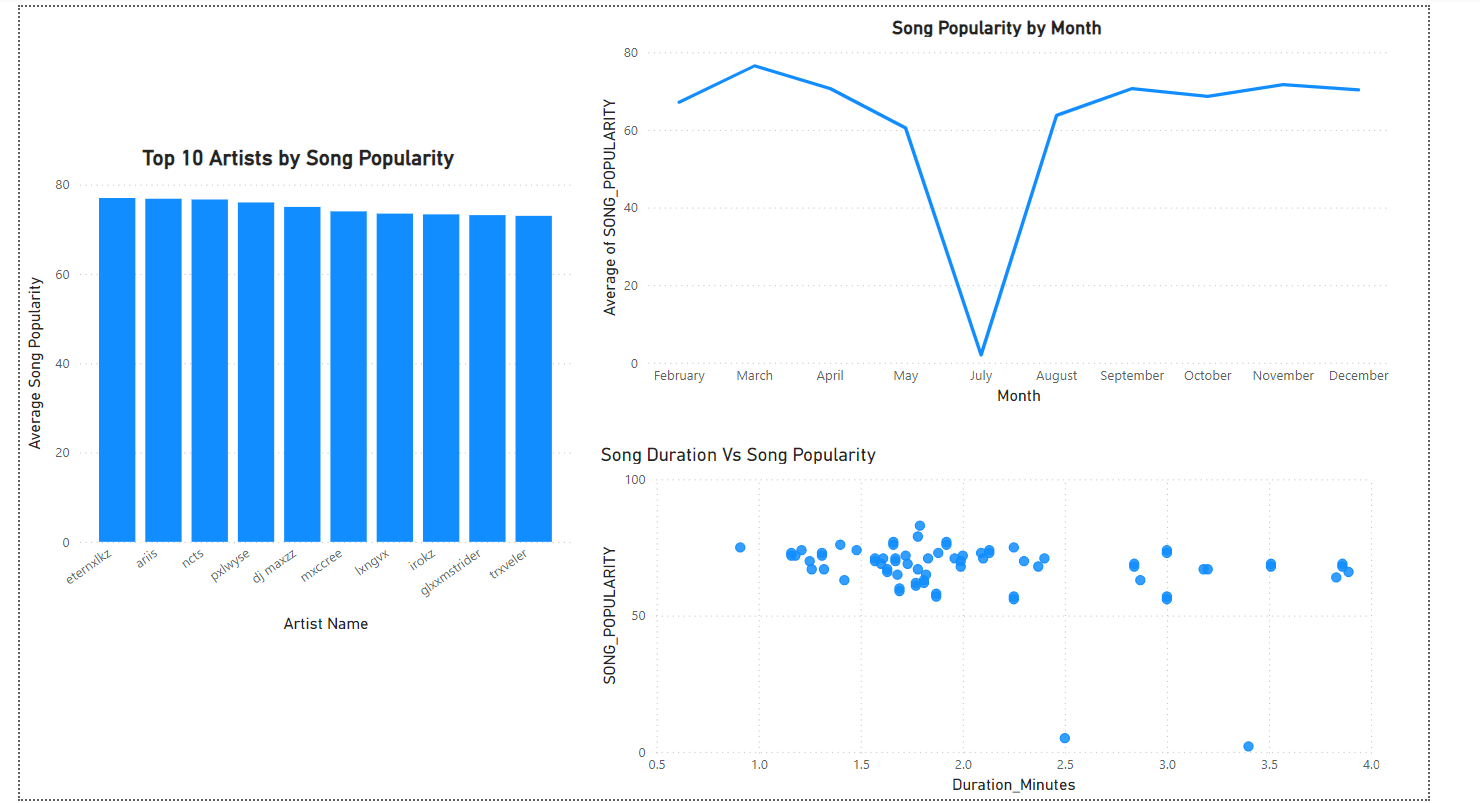 Top 10 Artists by Song Popularity
Average Song Popularity
80
60
40
20
0
eternxlkz
ariis
ncts
pxlwyse
dj maxzz
mxccree
lxngvx
irokz
glxxmstrider
trxveler
Artist Name
Song Popularity by Month
Average of SONG_POPULARITY
80
60
40
20
0
February March April May July August September October November December
Month
Song Duration Vs Song Popularity
SONG_POPULARITY
100
50
0
0.5 1.0 1.5 2.0 2.5 3.0 3.5 4.0
Duration_Minutes